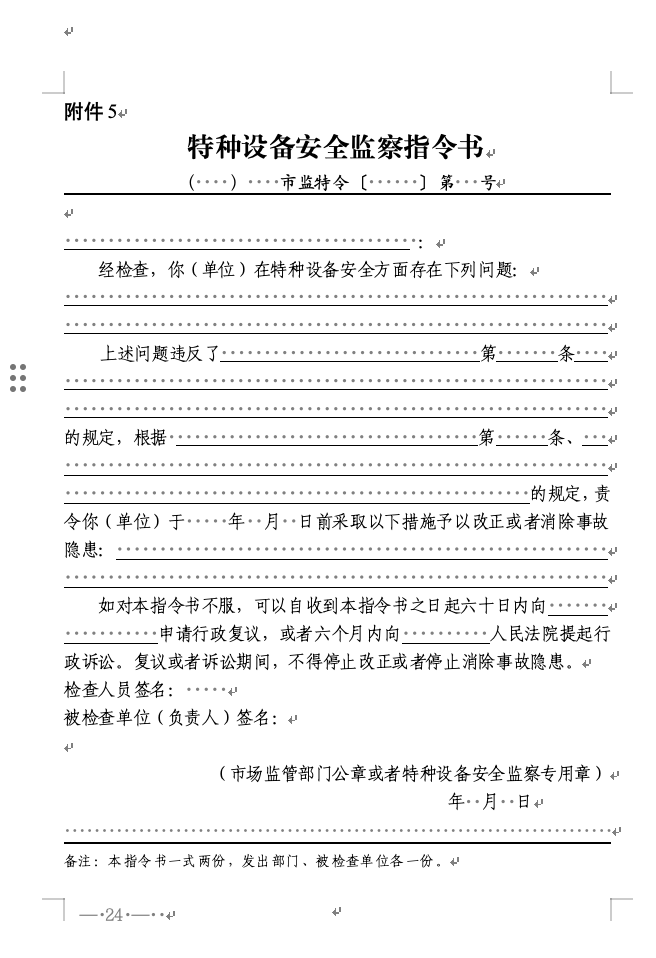 附件 5
特种设备安全监察指令书
（ ） 市监特令〔 〕 第 号
：
经检查，你（单位）在特种设备安全方面存在下列问题：
上述问题违反了 第 条
的规定，根据 第 条、
的规定，责
令你（单位）于 年 月 日前采取以下措施予以改正或者消除事故
隐患：
如对本指令书不服，可以自收到本指令书之日起六十日内向
申请行政复议，或者六个月内向 人民法院提起行
政诉讼。复议或者诉讼期间，不得停止改正或者停止消除事故隐患。
检查人员签名：
被检查单位（负责人）签名：
（市场监管部门公章或者特种设备安全监察专用章）
年 月 日
备注：本指令书一式两份，发出部门、被检查单位各一份。
— 24 —